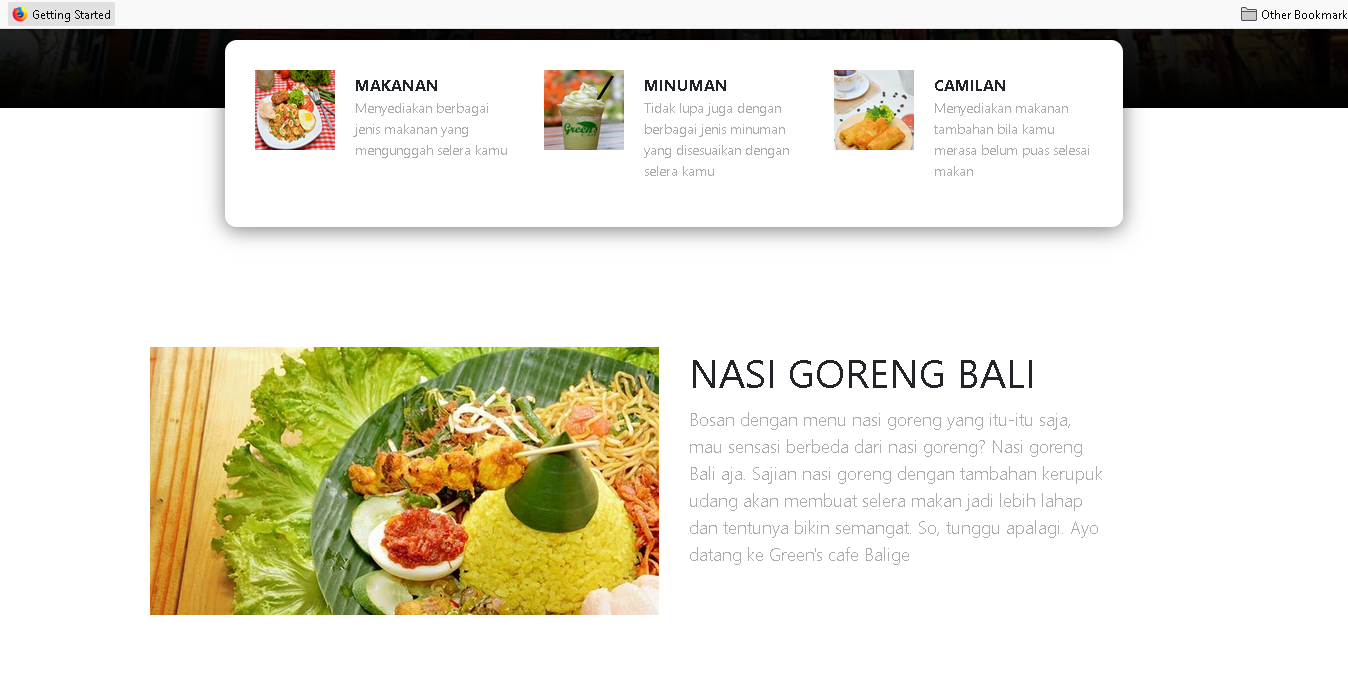 Getting Started
Other Bookmark
MAKANAN
Menyediakan berbagai
jenis makanan yang
mengunggah selera kamu
MINUMAN
Tidak lupa juga dengan
berbagai jenis minuman
yang disesuaikan dengan
selera kamu
CAMILAN
Menyediakan makanan
tambahan bila kamu
merasa belum puas selesai
makan
Green's
NASI GORENG BALI
Bosan dengan menu nasi goreng yang itu-itu saja,
mau sensasi berbeda dari nasi goreng? Nasi goreng
Bali aja. Sajian nasi goreng dengan tambahan kerupuk
udang akan membuat selera makan jadi lebih lahap
dan tentunya bikin semangat. So, tunggu apalagi. Ayo
datang ke Green's cafe Balige